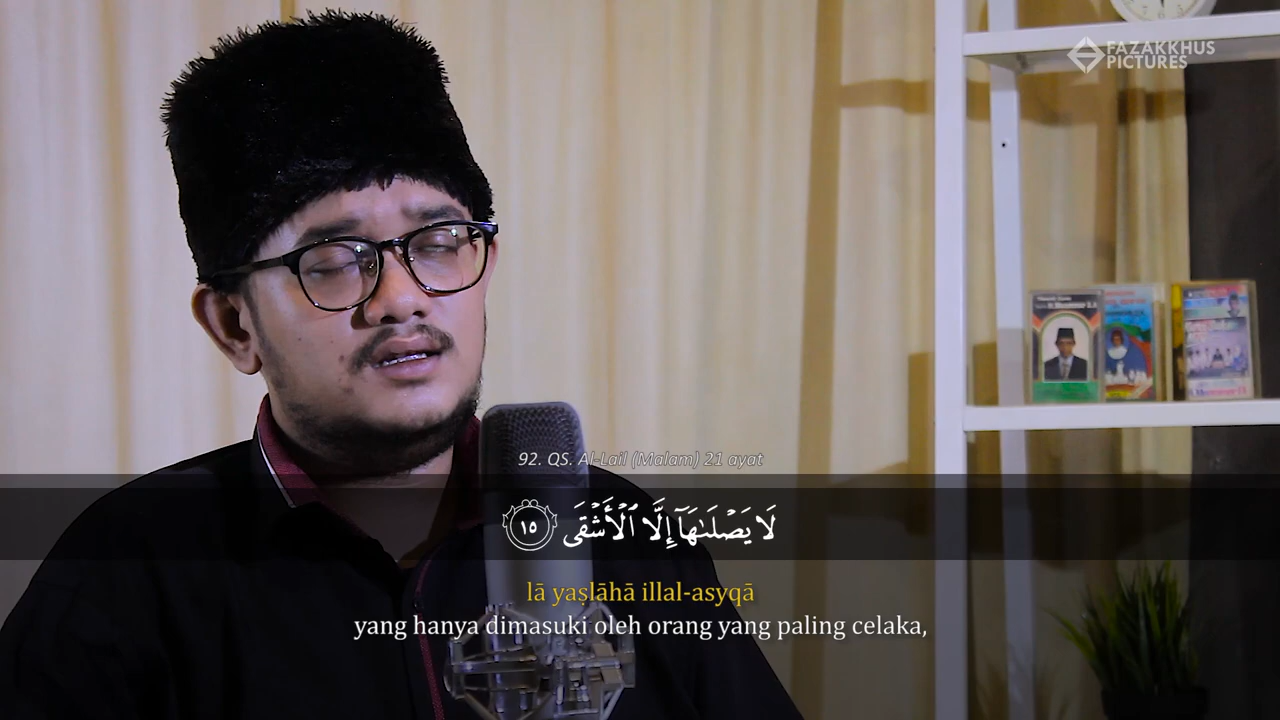 FAZAKKHUS
PICTURES
92. QS. Al-Lail (Malam) 21 ayat
لَا يَصْلَىٰهَآ إِلَّا ٱلْأَشْقَى ١٥
lā yaṣlāhā illal-asyqā
yang hanya dimasuki oleh orang yang paling celaka,